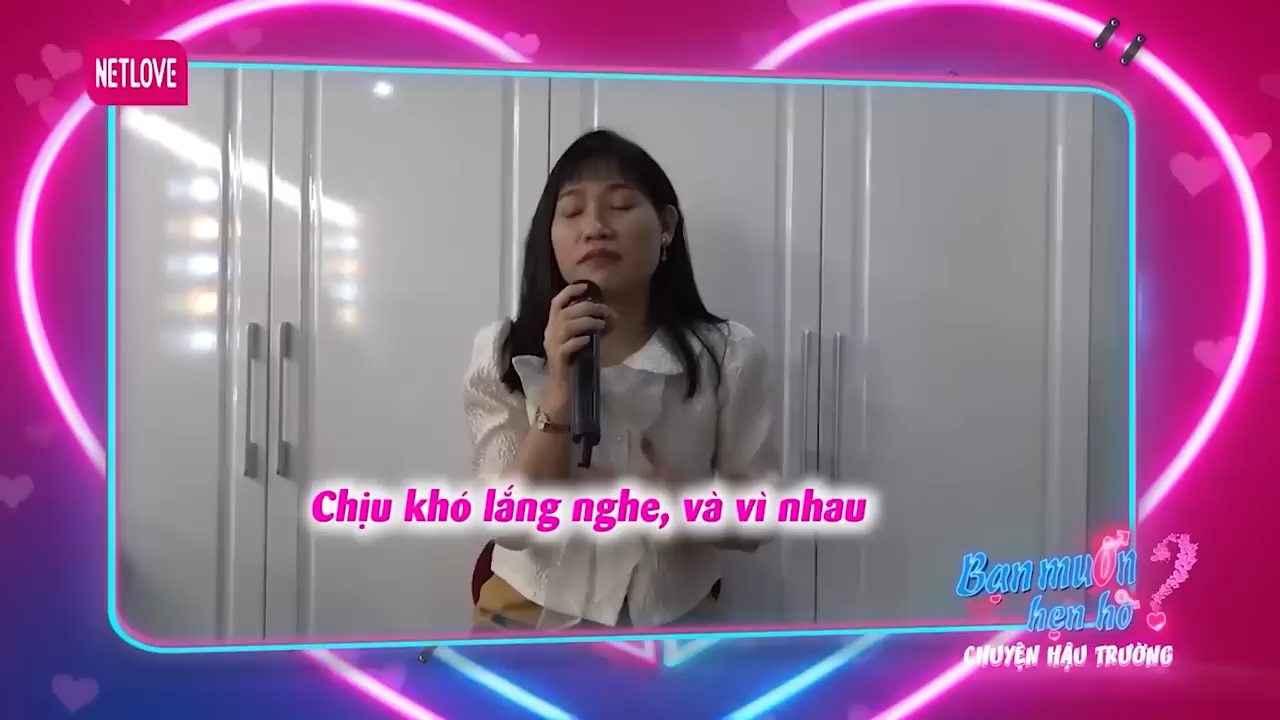 NETLOVE
Chịu khó lắng nghe, và vì nhau
Bạn muốn
hẹn hò?
CHUYỆN HẬU TRƯỜNG